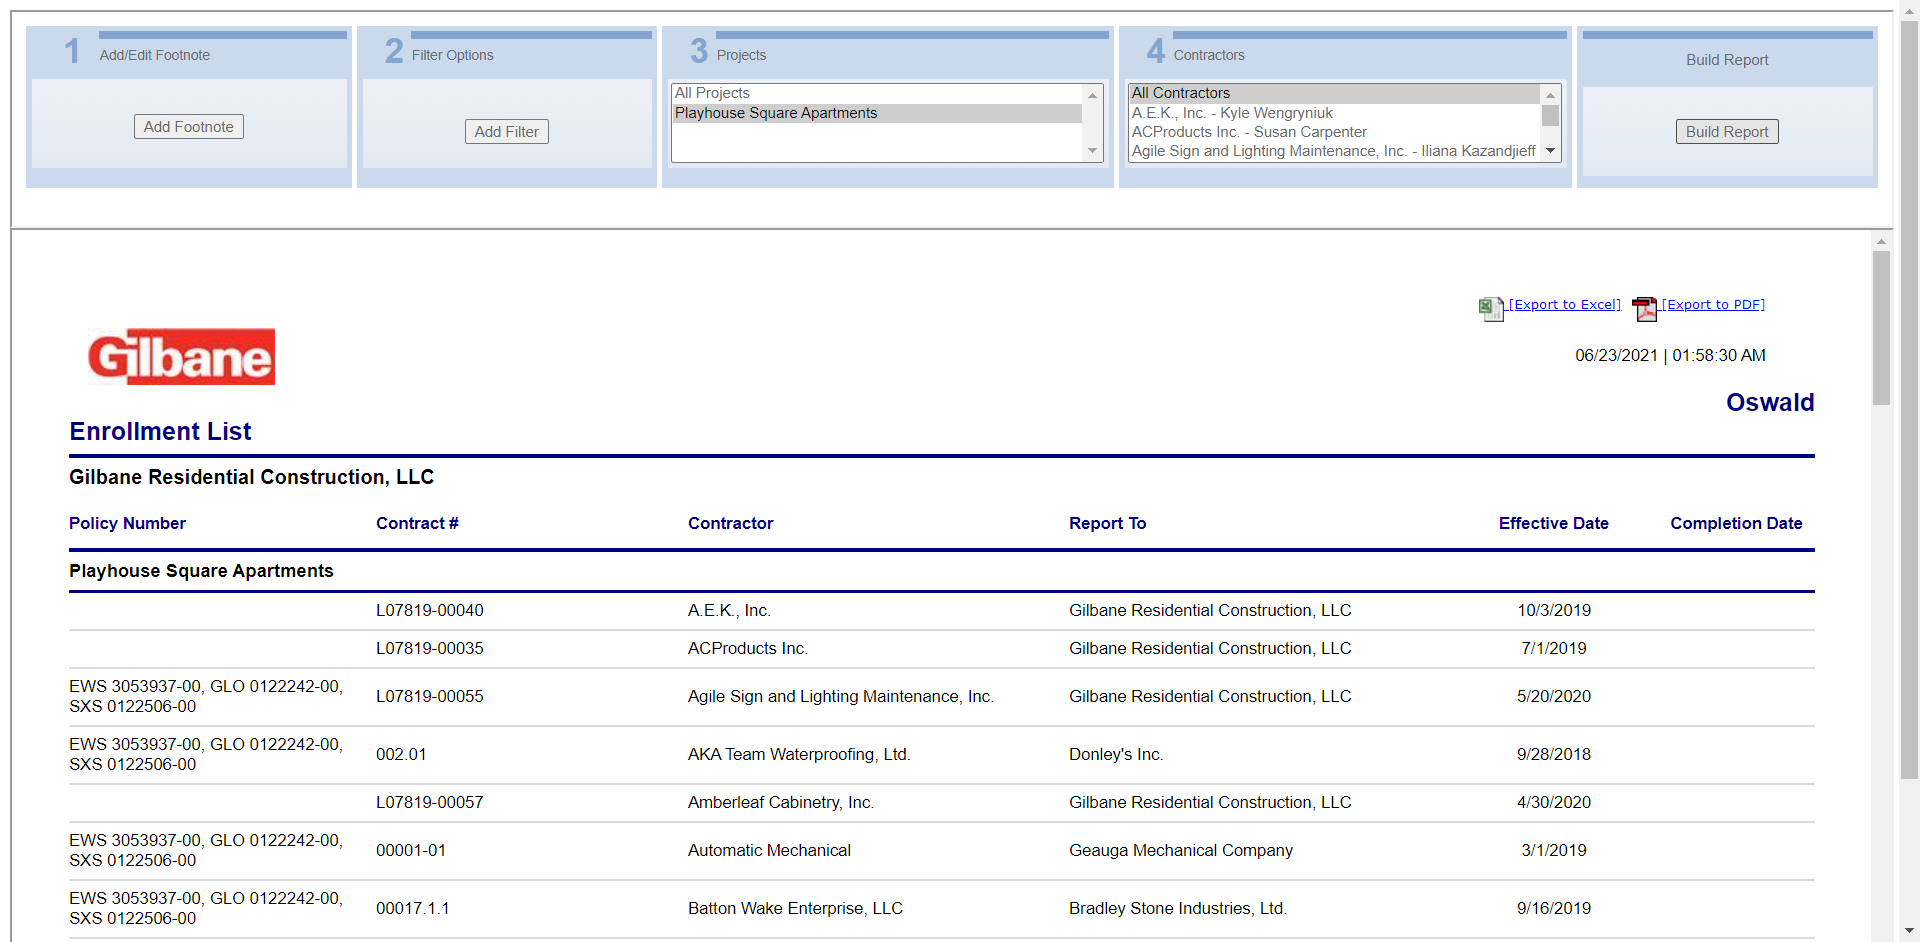 1 Add/Edit Footnote
Add Footnote
2 Filter Options
Add Filter
3 Projects
All Projects
Playhouse Square Apartments
4 Contractors
All Contractors
A.E.K., Inc. - Kyle Wengryniuk
ACProducts Inc. - Susan Carpenter
Agile Sign and Lighting Maintenance, Inc. - Iliana Kazandjieff
Build Report
Build Report
[Export to Excel] [Export to PDF]
Gilbane
06/23/2021 | 01:58:30 AM
Oswald
Enrollment List
Gilbane Residential Construction, LLC
Policy Number Contract # Contractor Report To Effective Date Completion Date
Playhouse Square Apartments
L07819-00040 A.E.K., Inc. Gilbane Residential Construction, LLC 10/3/2019
L07819-00035 ACProducts Inc. Gilbane Residential Construction, LLC 7/1/2019
EWS 3053937-00, GLO 0122242-00,
SXS 0122506-00
L07819-00055 Agile Sign and Lighting Maintenance, Inc. Gilbane Residential Construction, LLC 5/20/2020
EWS 3053937-00, GLO 0122242-00,
SXS 0122506-00
002.01 AKA Team Waterproofing, Ltd. Donley's Inc. 9/28/2018
L07819-00057 Amberleaf Cabinetry, Inc. Gilbane Residential Construction, LLC 4/30/2020
EWS 3053937-00, GLO 0122242-00,
SXS 0122506-00
00001-01 Automatic Mechanical Geauga Mechanical Company 3/1/2019
EWS 3053937-00, GLO 0122242-00,
SXS 0122506-00
00017.1.1 Batton Wake Enterprise, LLC Bradley Stone Industries, Ltd. 9/16/2019